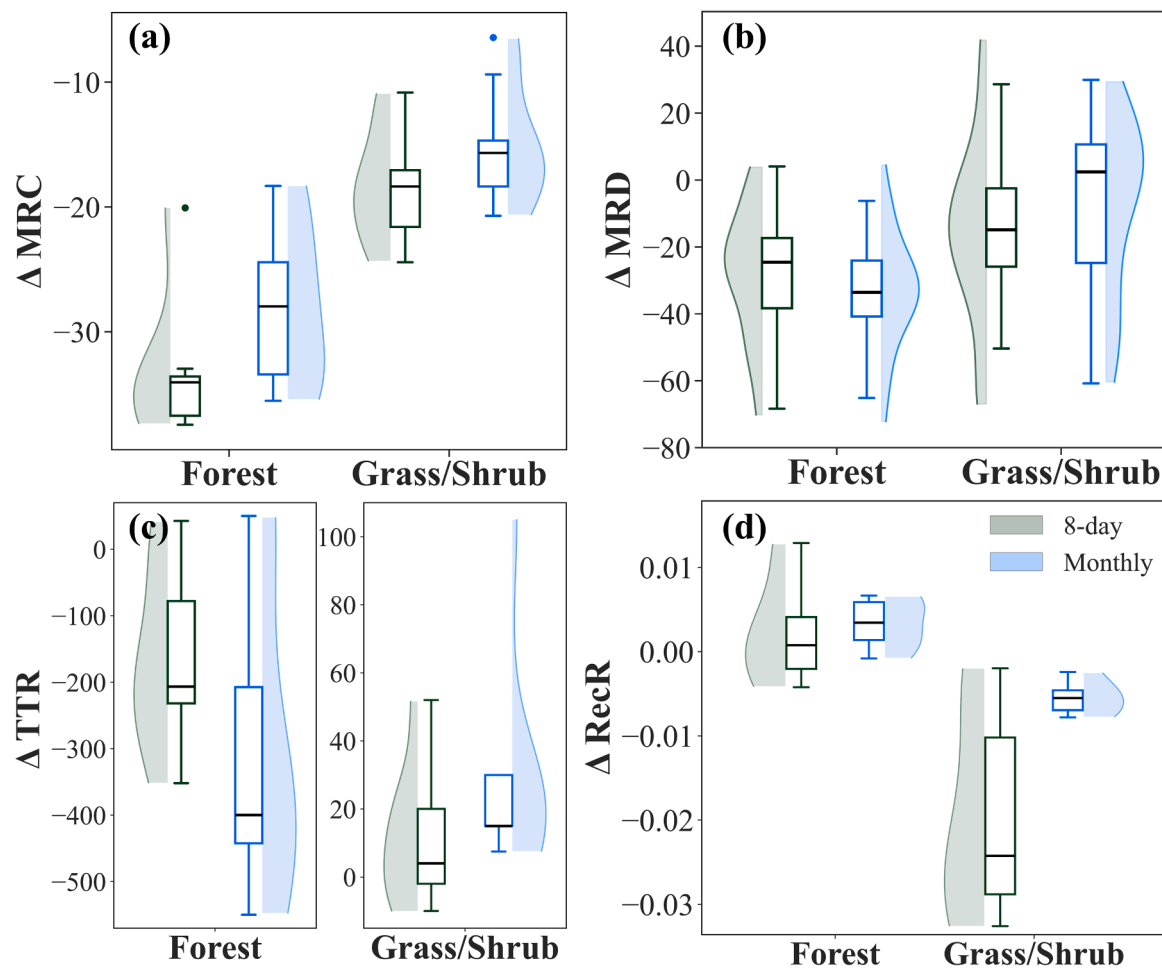 (a)
Δ MRC
−10
−20
−30
Forest
Grass/Shrub
(b)
Δ MRD
40
20
0
−20
−40
−60
−80
Forest
Grass/Shrub
(c)
Δ TTR
0
−100
−200
−300
−400
−500
Forest
100
80
60
40
20
0
Grass/Shrub
(d)
8-day
Monthly
Δ RecR
0.01
0.00
−0.01
−0.02
−0.03
Forest
Grass/Shrub